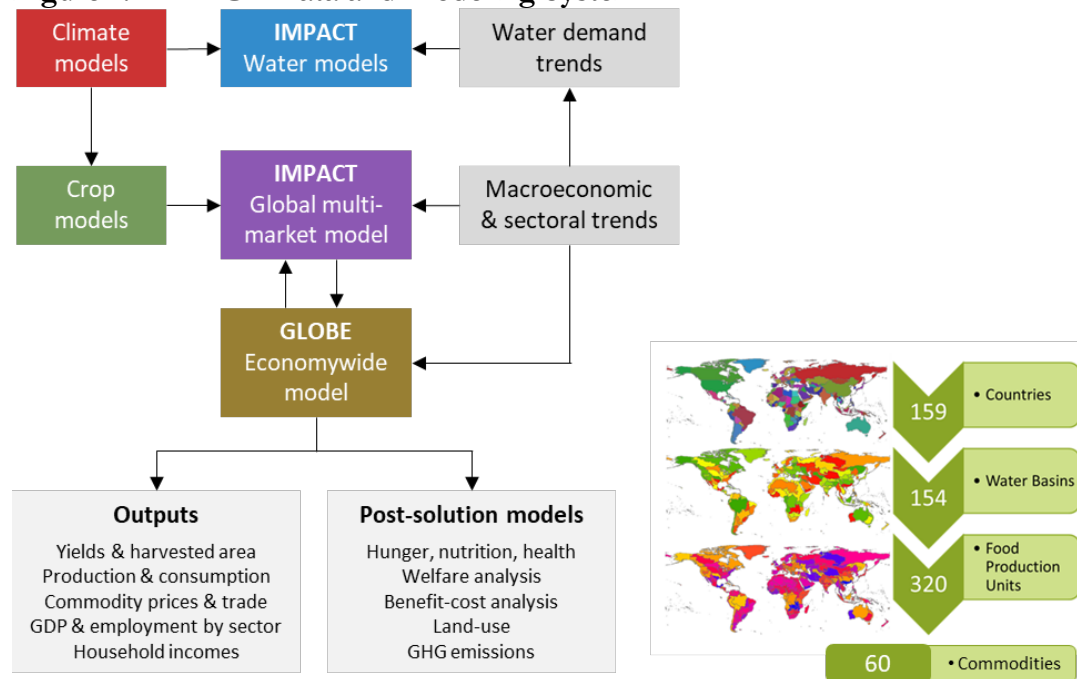 Climate
models
IMPACT
Water models
Water demand
trends
Crop
models
IMPACT
Global multi-
market model
Macroeconomic
& sectoral trends
GLOBE
Economywide
model
Outputs
Yields & harvested area
Production & consumption
Commodity prices & trade
GDP & employment by sector
Household incomes
Post-solution models
Hunger, nutrition, health
Welfare analysis
Benefit-cost analysis
Land-use
GHG emissions
159
• Countries
154
• Water Basins
320
• Food
Production
Units
60
• Commodities